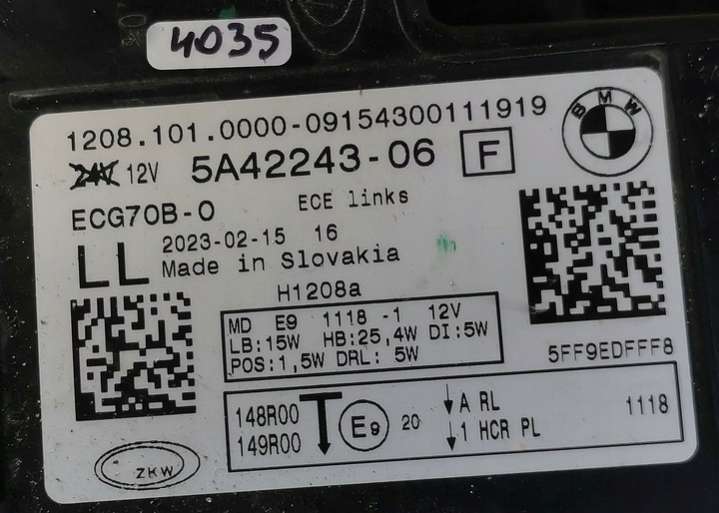 4035
1208.101.0000-09154300111919
BMW
24V 12V 5A42243-06 F
ECG70B-0 ECE links
2023-02-15 16
LL Made in Slovakia
H1208a
MD E9 1118 -1 12V
LB:15W HB:25,4W DI:5W
POS:1,5W DRL: 5W
5FF9EDFFF8
148R00 E9 20 ↓A RL 1118
149R00 ↓1 HCR PL
ZKW